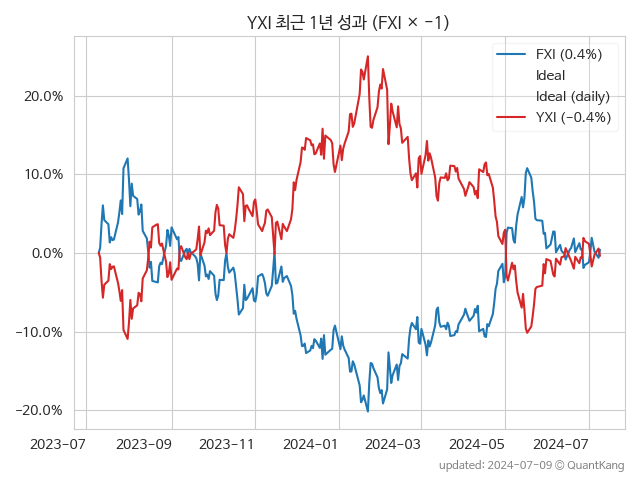 YXI 최근 1년 성과 (FXI × −1)
FXI (0.4%)
Ideal
Ideal (daily)
YXI (−0.4%)
20.0%
10.0%
0.0%
−10.0%
−20.0%
2023-07 2023-09 2023-11 2024-01 2024-03 2024-05 2024-07
updated: 2024-07-09 © QuantKang